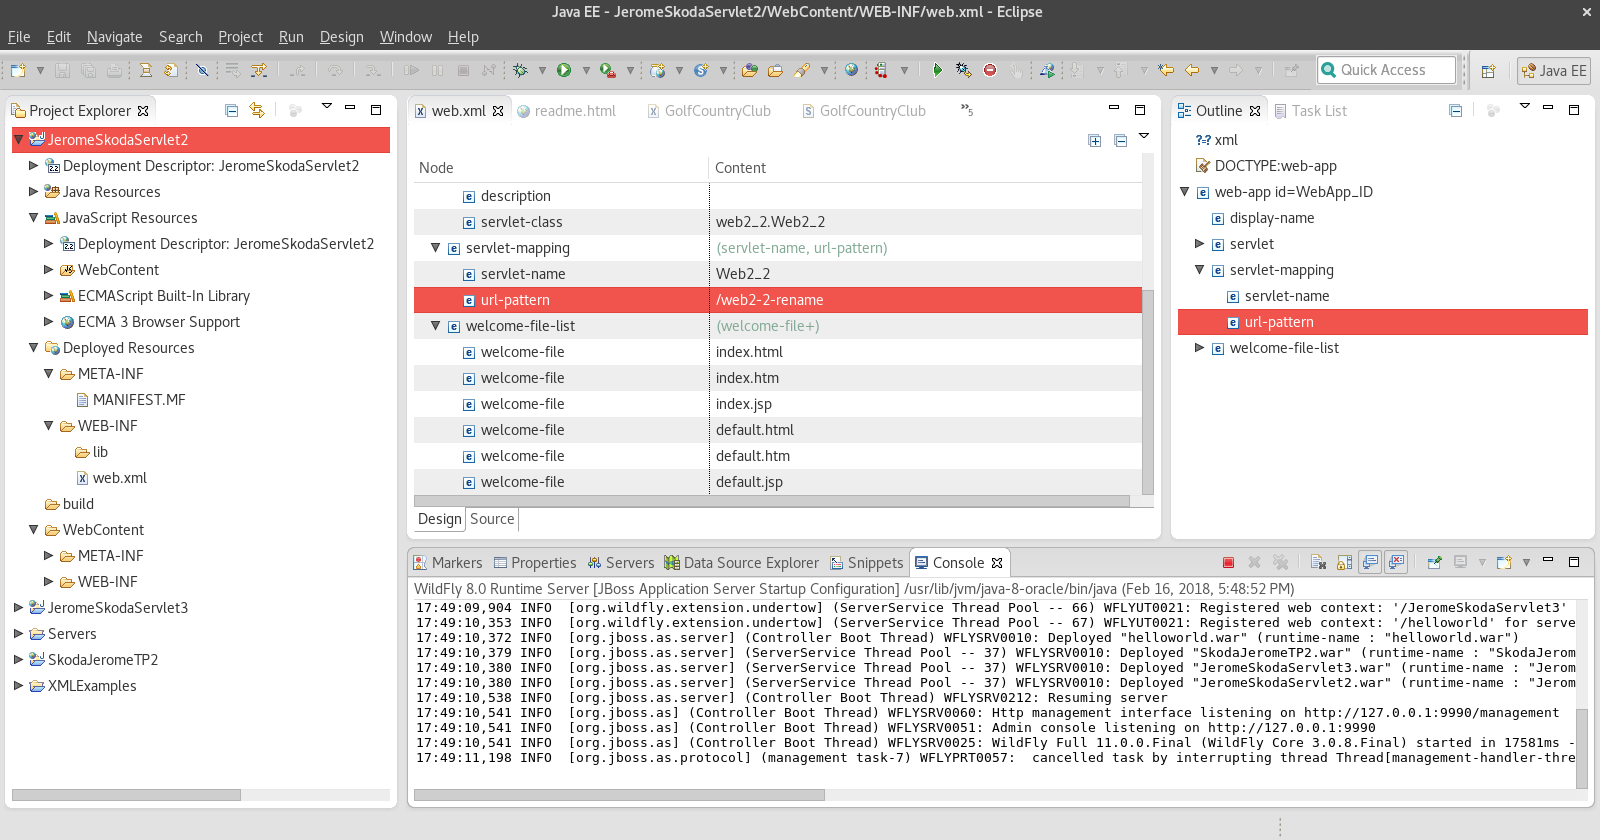 Java EE - JeromeSkodaServlet2/WebContent/WEB-INF/web.xml - Eclipse
File Edit Navigate Search Project Run Design Window Help
Quick Access
Java EE
Project Explorer
JeromeSkodaServlet2
Deployment Descriptor: JeromeSkodaServlet2
Java Resources
JavaScript Resources
Deployment Descriptor: JeromeSkodaServlet2
WebContent
ECMAScript Built-In Library
ECMA 3 Browser Support
Deployed Resources
META-INF
MANIFEST.MF
WEB-INF
lib
web.xml
build
WebContent
META-INF
WEB-INF
JeromeSkodaServlet3
Servers
SkodaJeromeTP2
XMLExamples
web.xml readme.html GolfCountryClub GolfCountryClub »5
Node Content
description
servlet-class web2_2.Web2_2
servlet-mapping (servlet-name, url-pattern)
servlet-name Web2_2
url-pattern /web2-2-rename
welcome-file-list (welcome-file+)
welcome-file index.html
welcome-file index.htm
welcome-file index.jsp
welcome-file default.html
welcome-file default.htm
welcome-file default.jsp
Design Source
Outline Task List
xml
DOCTYPE:web-app
web-app id=WebApp_ID
display-name
servlet
servlet-mapping
servlet-name
url-pattern
welcome-file-list
Markers Properties Servers Data Source Explorer Snippets Console
WildFly 8.0 Runtime Server [JBoss Application Server Startup Configuration] /usr/lib/jvm/java-8-oracle/bin/java (Feb 16, 2018, 5:48:52 PM)
17:49:09,904 INFO [org.wildfly.extension.undertow] (ServerService Thread Pool -- 66) WFLYUT0021: Registered web context: '/JeromeSkodaServlet3'
17:49:10,353 INFO [org.wildfly.extension.undertow] (ServerService Thread Pool -- 67) WFLYUT0021: Registered web context: '/helloworld' for serve
17:49:10,372 INFO [org.jboss.as.server] (Controller Boot Thread) WFLYSRV0010: Deployed "helloworld.war" (runtime-name : "helloworld.war")
17:49:10,379 INFO [org.jboss.as.server] (ServerService Thread Pool -- 37) WFLYSRV0010: Deployed "SkodaJeromeTP2.war" (runtime-name : "SkodaJerom
17:49:10,380 INFO [org.jboss.as.server] (ServerService Thread Pool -- 37) WFLYSRV0010: Deployed "JeromeSkodaServlet3.war" (runtime-name : "Jerom
17:49:10,380 INFO [org.jboss.as.server] (ServerService Thread Pool -- 37) WFLYSRV0010: Deployed "JeromeSkodaServlet2.war" (runtime-name : "Jerom
17:49:10,538 INFO [org.jboss.as.server] (Controller Boot Thread) WFLYSRV0212: Resuming server
17:49:10,541 INFO [org.jboss.as] (Controller Boot Thread) WFLYSRV0060: Http management interface listening on http://127.0.0.1:9990/management
17:49:10,541 INFO [org.jboss.as] (Controller Boot Thread) WFLYSRV0051: Admin console listening on http://127.0.0.1:9990
17:49:10,541 INFO [org.jboss.as] (Controller Boot Thread) WFLYSRV0025: WildFly Full 11.0.0.Final (WildFly Core 3.0.8.Final) started in 17581ms -
17:49:11,198 INFO [org.jboss.as.protocol] (management task-7) WFLYPRT0057: cancelled task by interrupting thread Thread[management-handler-thre